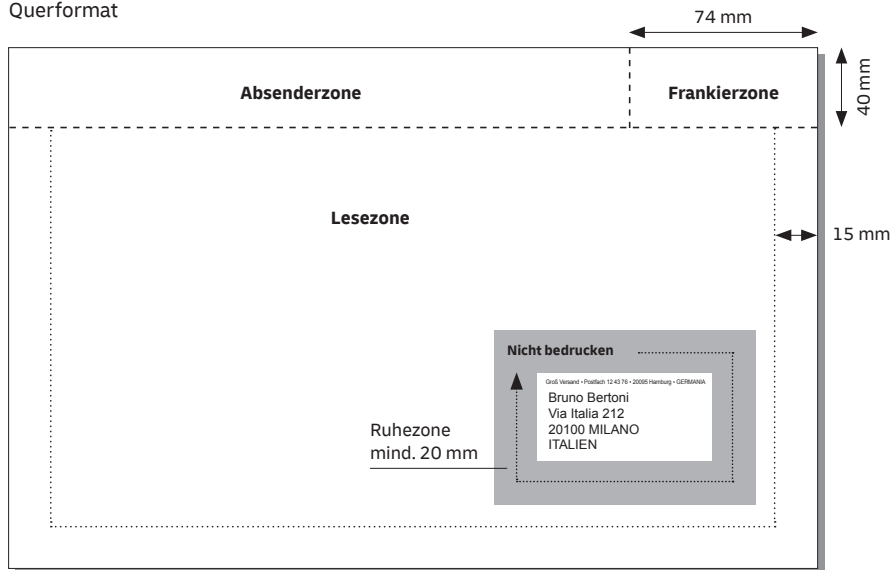 Querformat
74 mm
Absenderzone
Frankierzone
40 mm
Lesezone
15 mm
Nicht bedrucken
Groß Versand • Postfach 12 43 76 • 20095 Hamburg • GERMANIA
Bruno Bertoni
Via Italia 212
20100 MILANO
ITALIEN
Ruhezone
mind. 20 mm